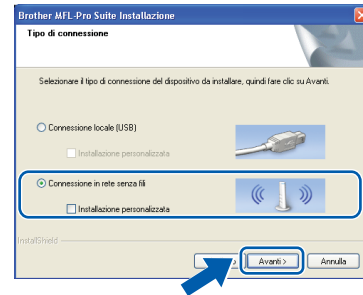 Brother MFL-Pro Suite Installazione
Tipo di connessione
Selezionare il tipo di connessione del dispositivo da installare, quindi fare clic su Avanti.
Connessione locale (USB)
Installazione personalizzata
Connessione in rete senza fili
Installazione personalizzata
InstallShield
Avanti >
Annulla